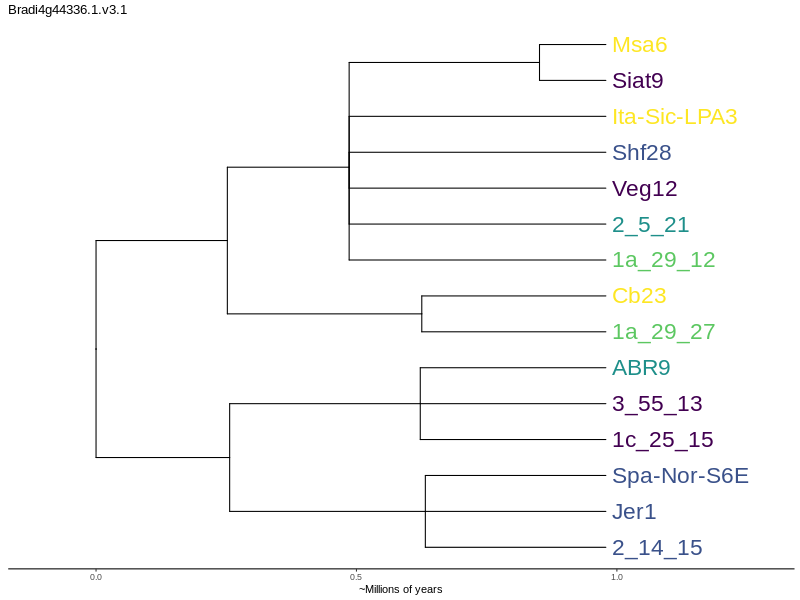 Bradi4g44336.1.v3.1
Msa6
Siat9
Ita-Sic-LPA3
Shf28
Veg12
2_5_21
1a_29_12
Cb23
1a_29_27
ABR9
3_55_13
1c_25_15
Spa-Nor-S6E
Jer1
2_14_15
0.0 0.5 1.0
~Millions of years